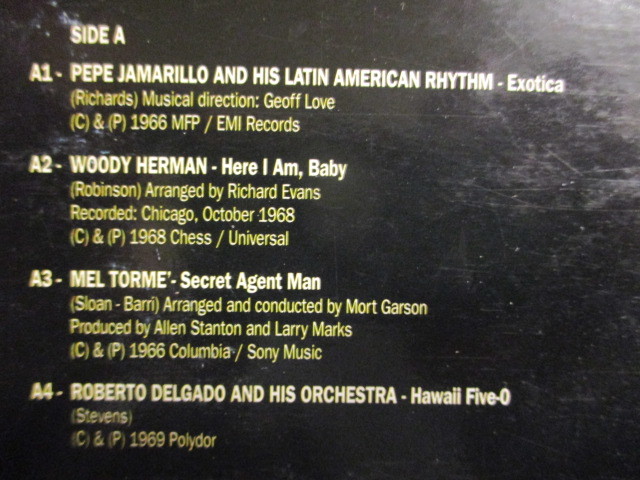 SIDE A
A1 - PEPE JAMARILLO AND HIS LATIN AMERICAN RHYTHM - Exotica
(Richards) Musical direction: Geoff Love
(C) & (P) 1966 MFP / EMI Records
A2 - WOODY HERMAN - Here I Am, Baby
(Robinson) Arranged by Richard Evans
Recorded: Chicago, October 1968
(C) & (P) 1968 Chess / Universal
A3 - MEL TORME'- Secret Agent Man
(Sloan - Barri) Arranged and conducted by Mort Garson
Produced by Allen Stanton and Larry Marks
(C) & (P) 1966 Columbia / Sony Music
A4 - ROBERTO DELGADO AND HIS ORCHESTRA - Hawaii Five-O
(Stevens)
(C) & (P) 1969 Polydor